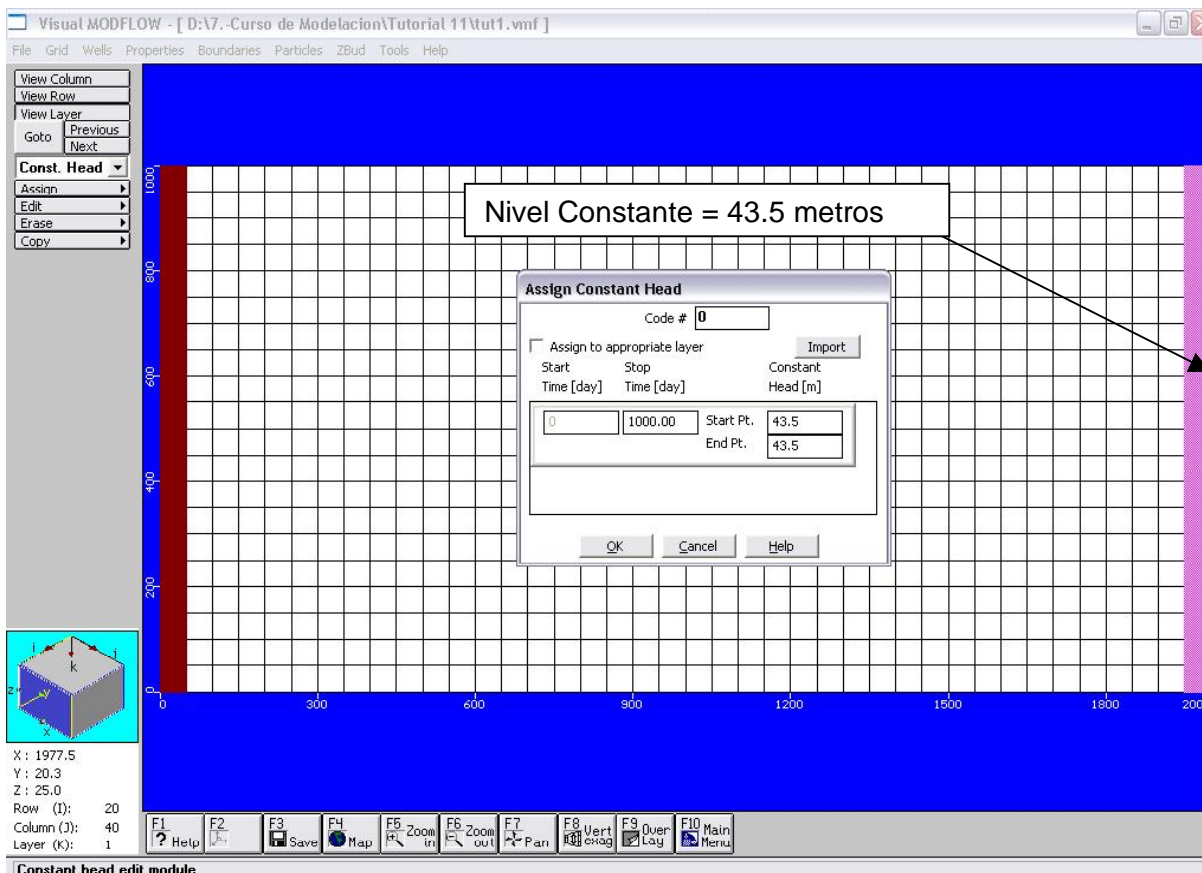 Visual MODFLOW - [ D:\7.-Curso de Modelacion\Tutorial 11\tut1.vmf ]
File Grid Wells Properties Boundaries Particles ZBud Tools Help
View Column
View Row
View Layer
Goto
Previous
Next
Const. Head
Assign
Edit
Erase
Copy
1000
800
600
400
200
0
Nivel Constante = 43.5 metros
Assign Constant Head
Code # 0
Assign to appropriate layer
Import
Start Time [day]
Stop Time [day]
Constant Head [m]
0
1000.00
Start Pt. 43.5
End Pt. 43.5
OK Cancel Help
0 300 600 900 1200 1500 1800 200
i j k
z y x
X : 1977.5
Y : 20.3
Z : 25.0
Row (I): 20
Column (J): 40
Layer (K): 1
F1 ? Help
F2
F3 Save
F4 Map
F5 Zoom in
F6 Zoom out
F7 Pan
F8 Vert exag
F9 Over Lay
F10 Main Menu
Constant head edit module